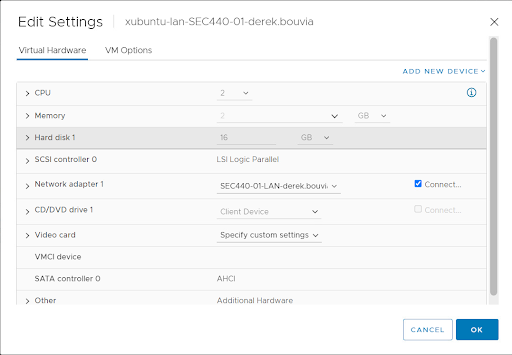 Edit Settings xubuntu-lan-SEC440-01-derek.bouvia
Virtual Hardware VM Options
ADD NEW DEVICE
CPU 2
Memory 2 GB
Hard disk 1 16 GB
SCSI controller 0 LSI Logic Parallel
Network adapter 1 SEC440-01-LAN-derek.bouvi Connect...
CD/DVD drive 1 Client Device Connect...
Video card Specify custom settings
VMCI device
SATA controller 0 AHCI
Other Additional Hardware
CANCEL OK